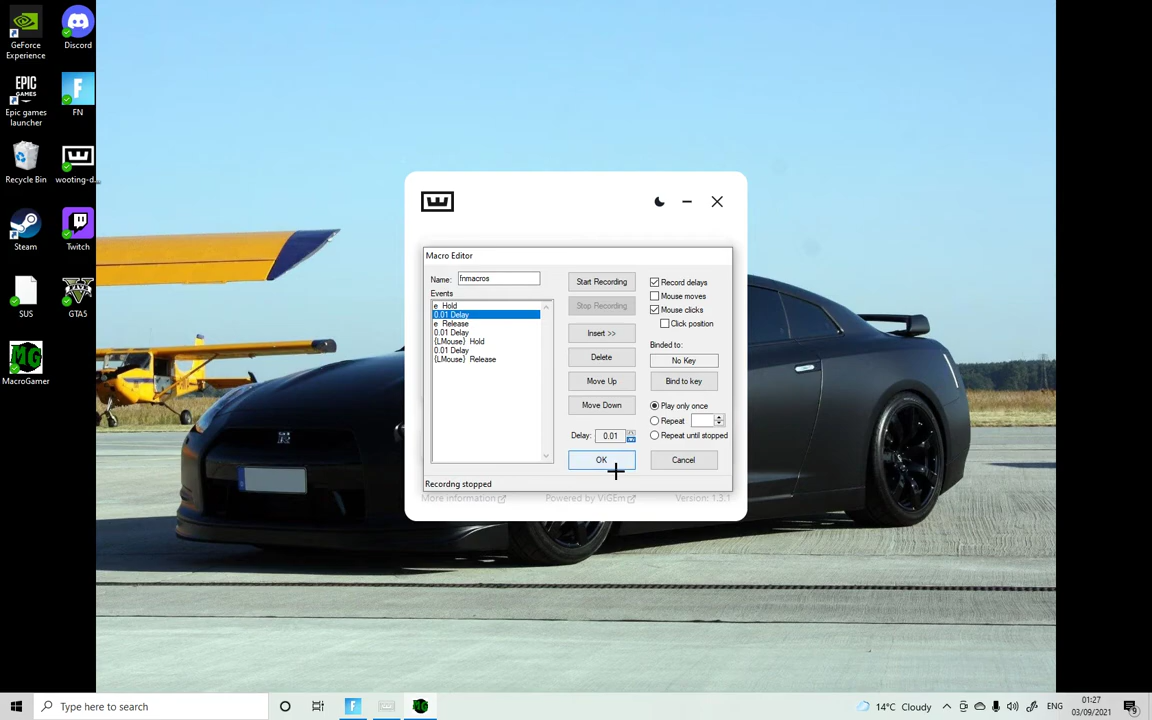 GeForce Experience
Discord
EPIC GAMES
Epic games launcher
FN
Recycle Bin
wooting-d...
Steam
Twitch
SUS
GTA5
MG
MacroGamer
Macro Editor
Name: fnmacros
Events
e Hold
0.01 Delay
e Release
0.01 Delay
{LMouse} Hold
0.01 Delay
{LMouse} Release
Start Recording
Stop Recording
Insert >>
Delete
Move Up
Move Down
Delay: 0.01
OK
Record delays
Mouse moves
Mouse clicks
Click position
Binded to:
No Key
Bind to key
Play only once
Repeat
Repeat until stopped
Cancel
Recordng stopped
More information
Powered by ViGEm
Version: 1.3.1
Type here to search
F
MG
14°C Cloudy
ENG
01:27
03/09/2021
9